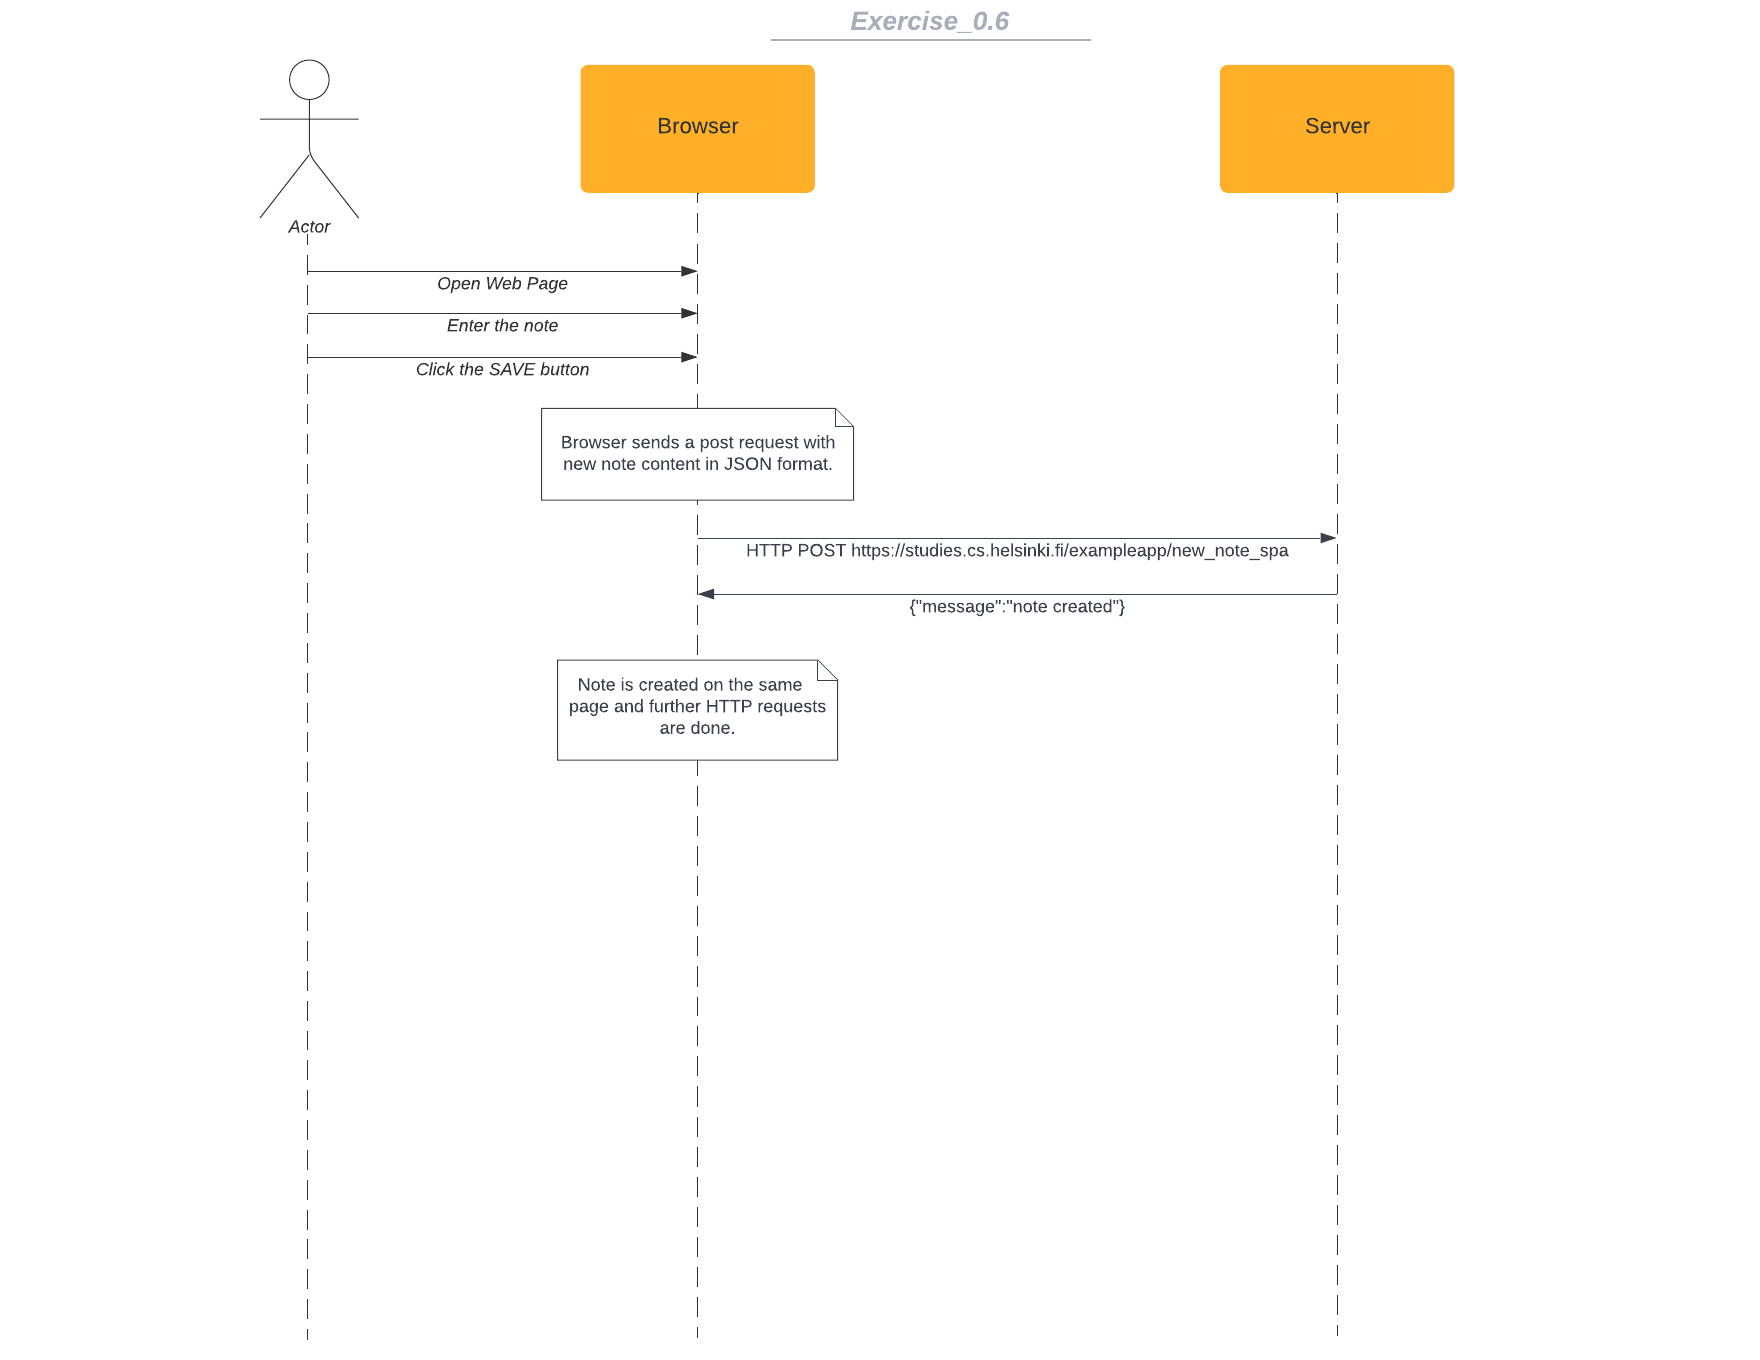 Exercise_0.6
Browser
Server
Actor
Open Web Page
Enter the note
Click the SAVE button
Browser sends a post request with
new note content in JSON format.
HTTP POST https://studies.cs.helsinki.fi/exampleapp/new_note_spa
{"message":"note created"}
Note is created on the same
page and further HTTP requests
are done.